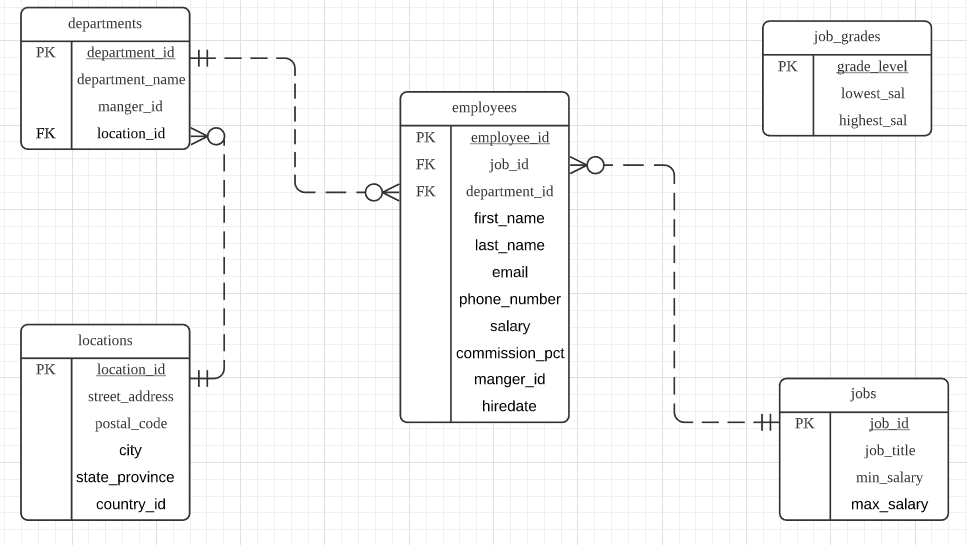 departments
PK department_id
department_name
manger_id
FK location_id
employees
PK employee_id
FK job_id
FK department_id
first_name
last_name
email
phone_number
salary
commission_pct
manger_id
hiredate
job_grades
PK grade_level
lowest_sal
highest_sal
locations
PK location_id
street_address
postal_code
city
state_province
country_id
jobs
PK job_id
job_title
min_salary
max_salary